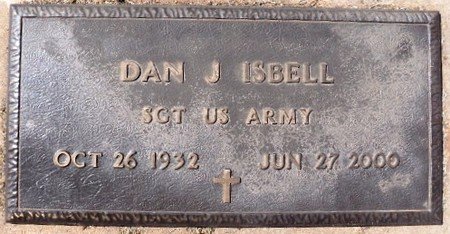 DAN J ISBELL
SGT US ARMY
OCT 26 1932 JUN 27 2000